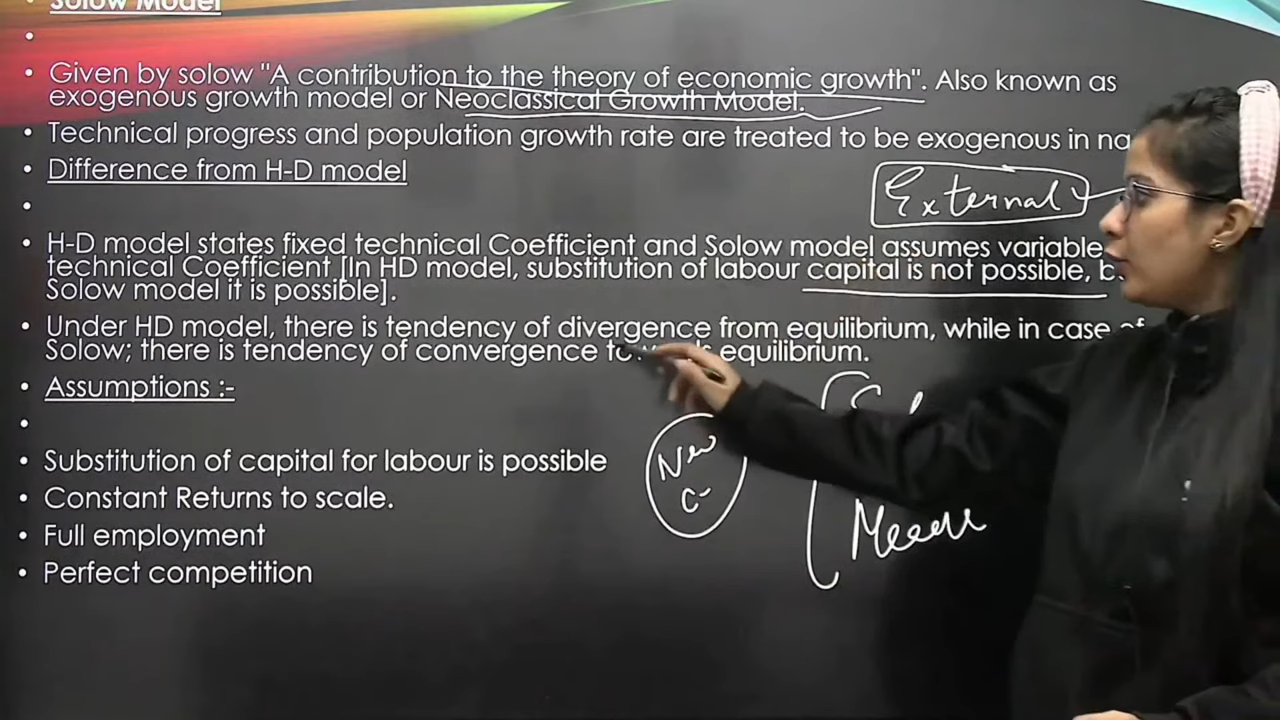 Solow Model
Given by solow "A contribution to the theory of economic growth". Also known as
exogenous growth model or Neoclassical Growth Model.
Technical progress and population growth rate are treated to be exogenous in na
Difference from H-D model
External
H-D model states fixed technical Coefficient and Solow model assumes variable
technical Coefficient.[In HD model, substitution of labour capital is not possible, b
Solow model it is possible].
Under HD model, there is tendency of divergence from equilibrium, while in case of
Solow; there is tendency of convergence towards equilibrium.
Assumptions :-
Substitution of capital for labour is possible
New
C-
Constant Returns to scale.
Full employment
Perfect competition